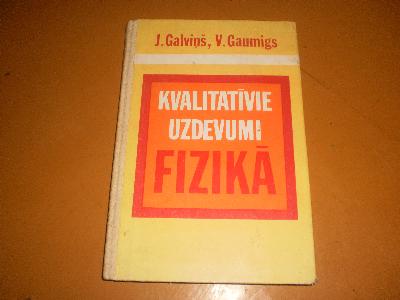 J. Galviņš, V. Gaumigs
KVALITATĪVIE
UZDEVUMI
FIZIKĀ